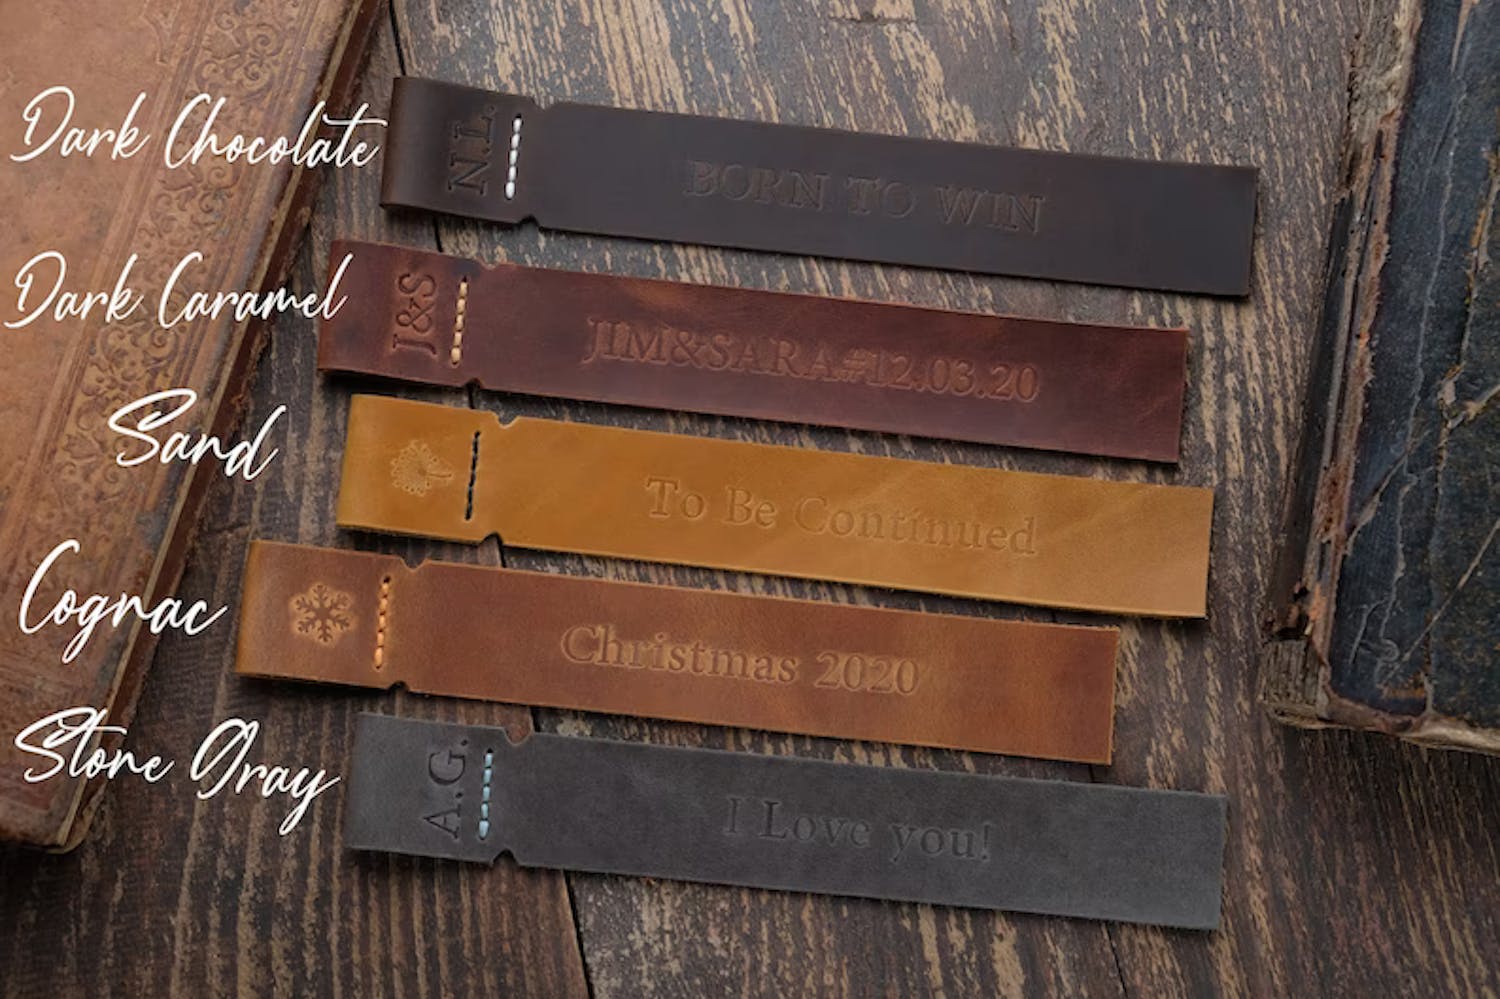 Dark Chocolate
N.L.
BORN TO WIN
Dark Caramel
J&S
JIM&SARA#12.03.20
Sand
To Be Continued
Cognac
Christmas 2020
Stone Gray
A.G.
I Love you!